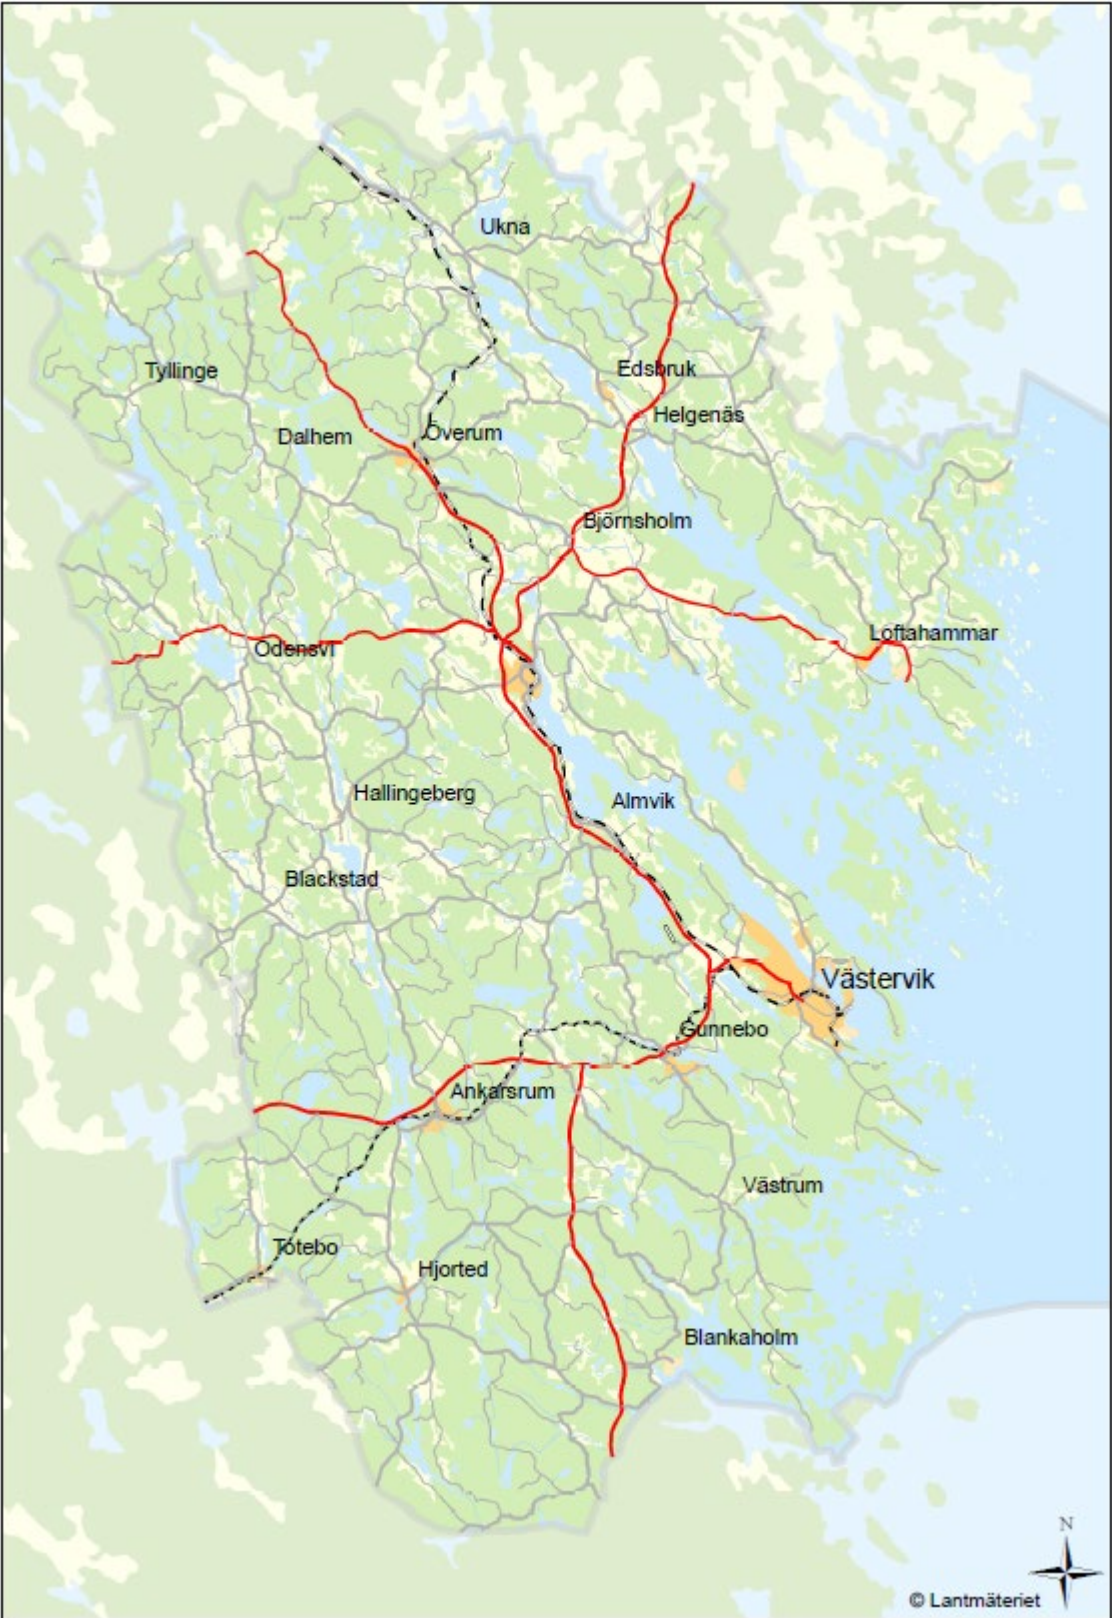 Ukna
Tyllinge
Edsbruk
Helgenäs
Dalhem
Överum
Björnsholm
Loftahammar
Odensvi
Hallingeberg
Almvik
Blackstad
Västervik
Gunnebo
Ankarsrum
Västrum
Totebo
Hjorted
Blankaholm
N
© Lantmäteriet